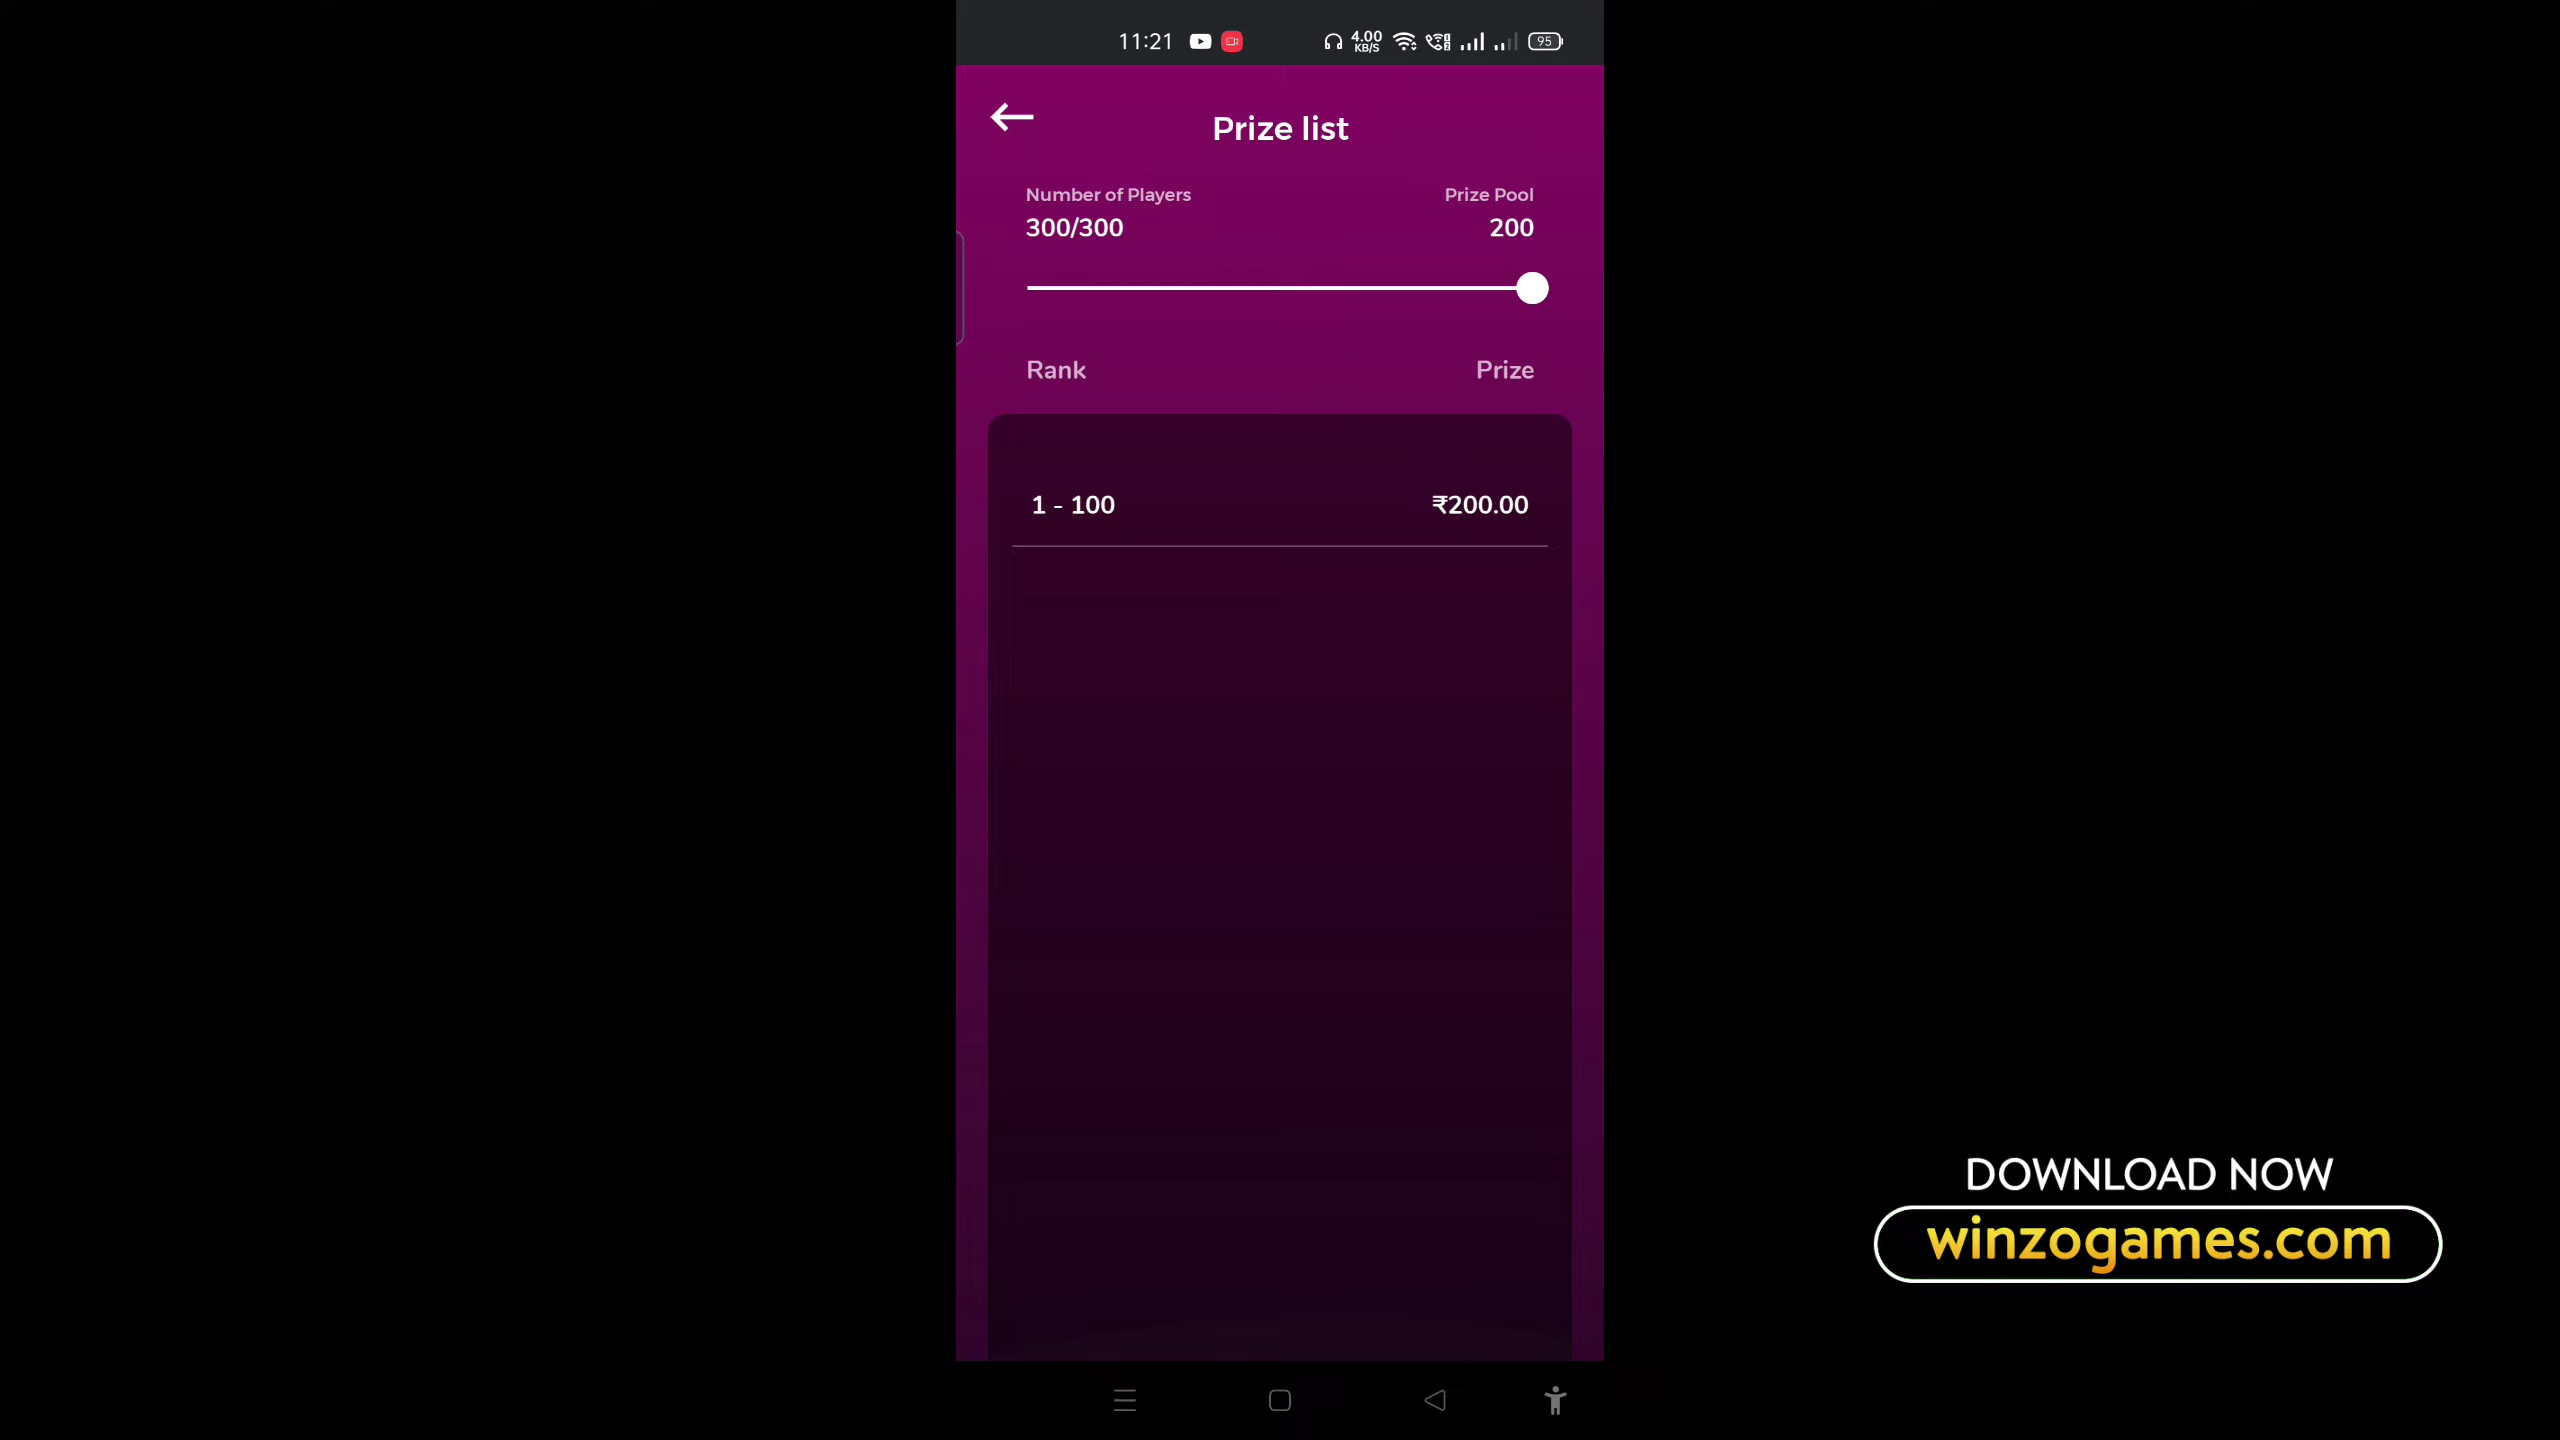 11:21
4.00
KB/S
95
Prize list
Number of Players
Prize Pool
300/300
200
Rank
Prize
1 - 100
₹200.00
DOWNLOAD NOW
winzogames.com